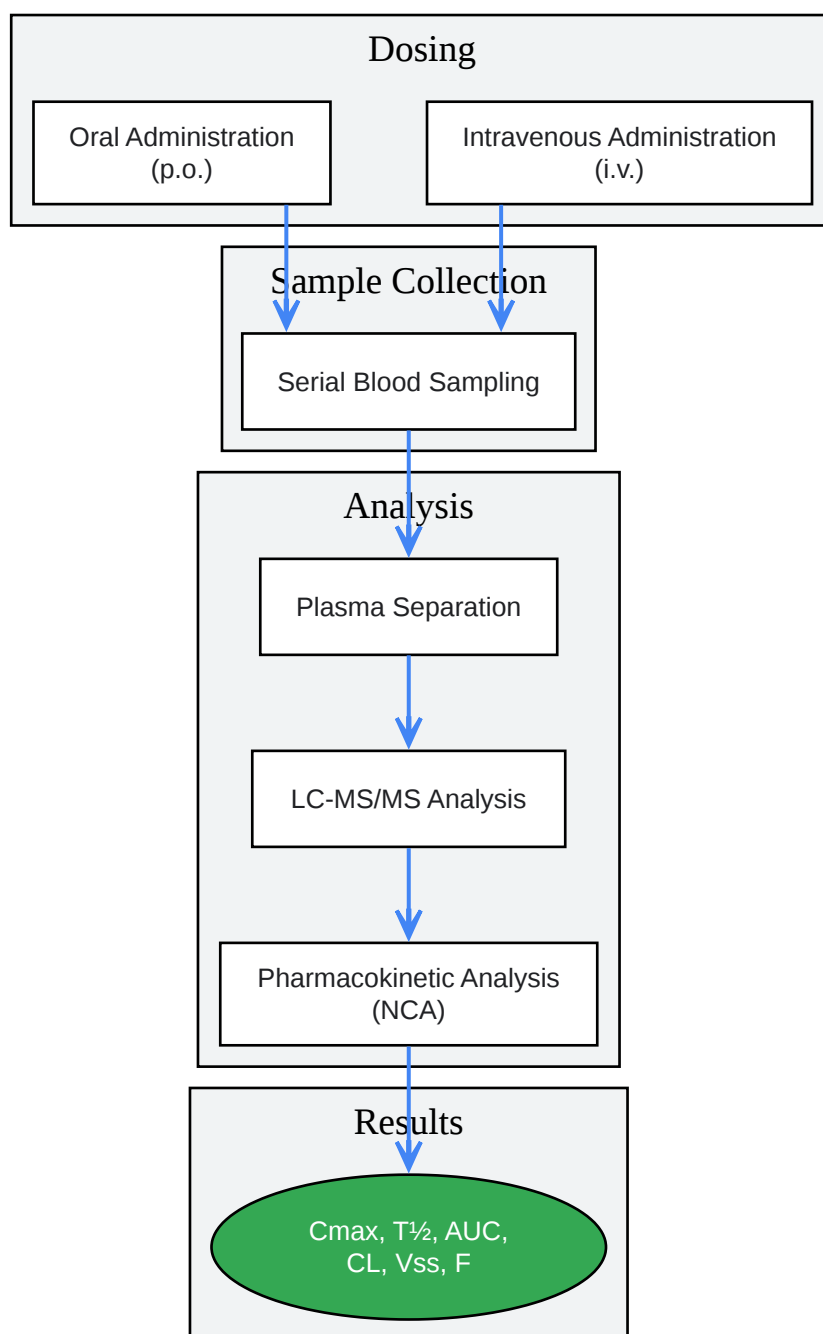 Dosing
Oral Administration
(p.o.)
Intravenous Administration
(i.v.)
Sample Collection
Serial Blood Sampling
Analysis
Plasma Separation
LC-MS/MS Analysis
Pharmacokinetic Analysis
(NCA)
Results
Cmax, T½, AUC,
CL, Vss, F